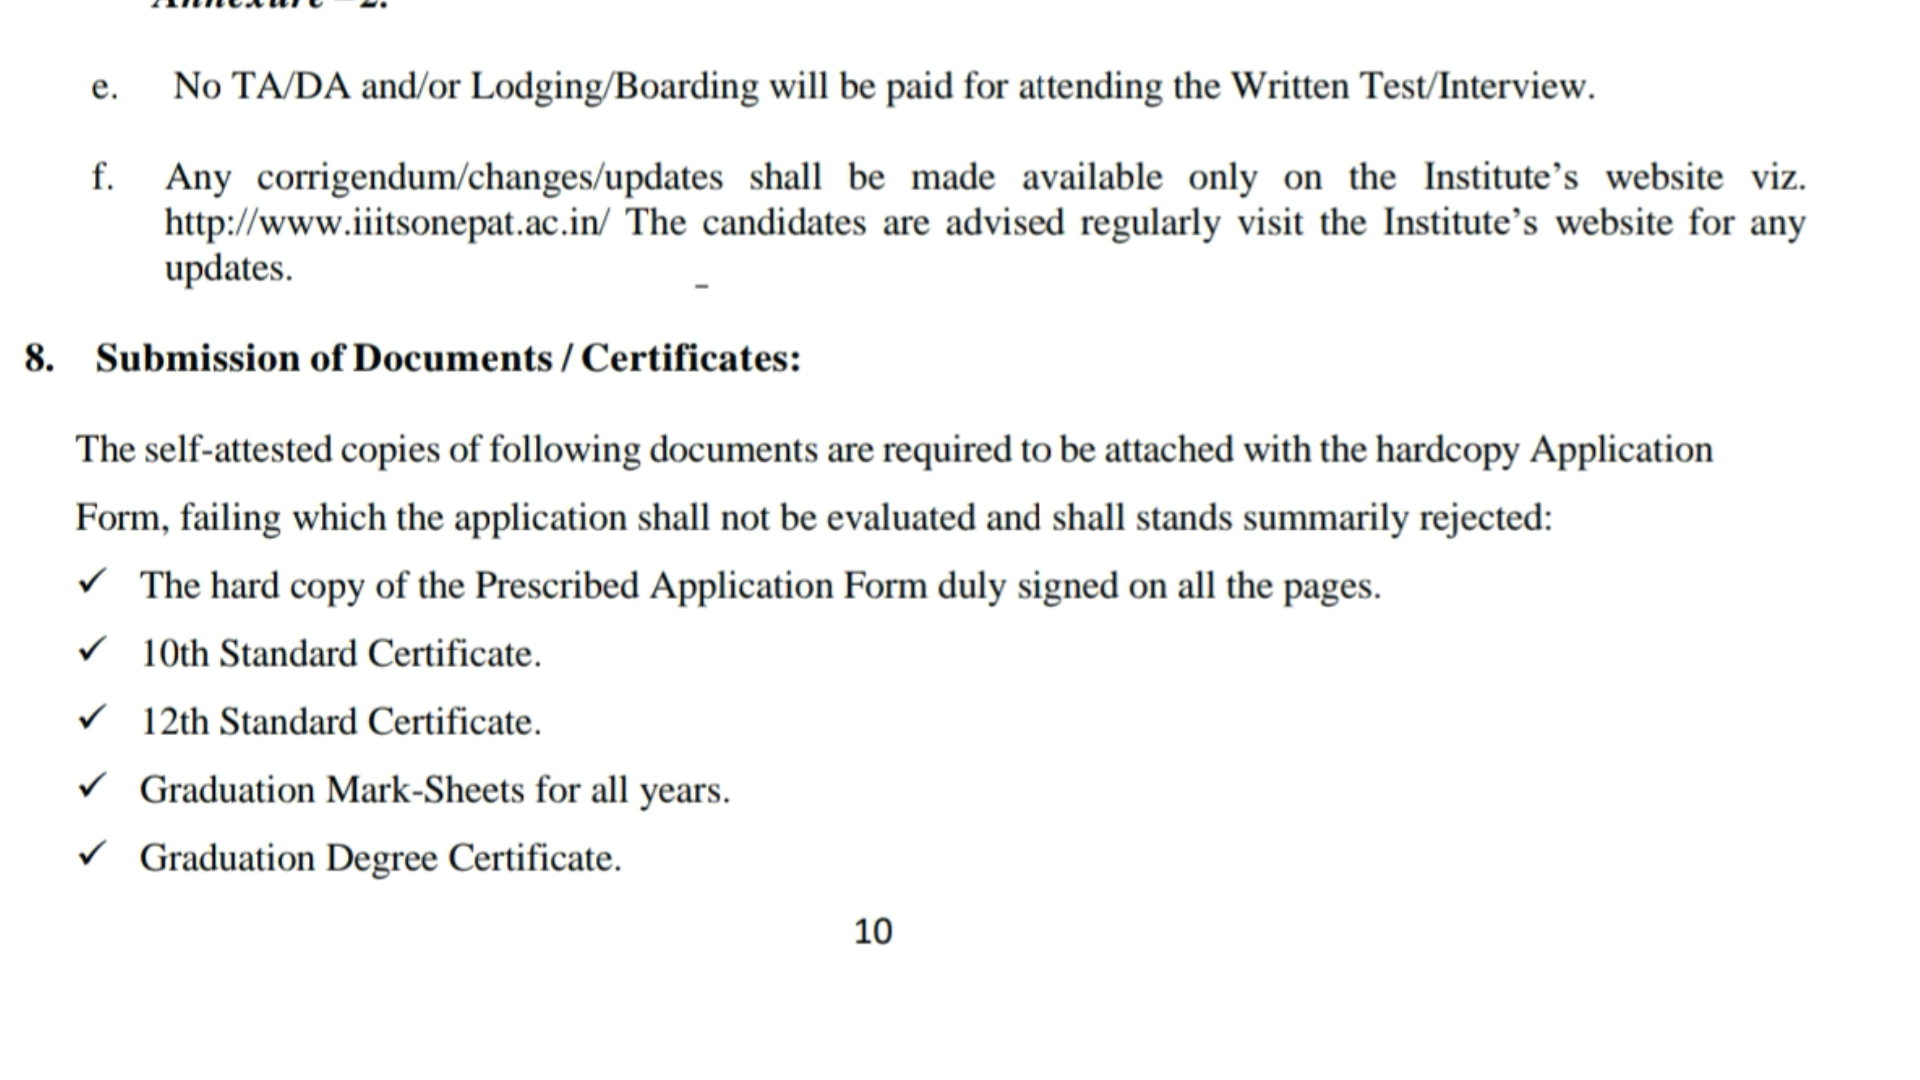 Annexure –2.
e. No TA/DA and/or Lodging/Boarding will be paid for attending the Written Test/Interview.
f. Any corrigendum/changes/updates shall be made available only on the Institute’s website viz.
http://www.iiitsonepat.ac.in/ The candidates are advised regularly visit the Institute’s website for any
updates.
8. Submission of Documents / Certificates:
The self-attested copies of following documents are required to be attached with the hardcopy Application
Form, failing which the application shall not be evaluated and shall stands summarily rejected:
✓ The hard copy of the Prescribed Application Form duly signed on all the pages.
✓ 10th Standard Certificate.
✓ 12th Standard Certificate.
✓ Graduation Mark-Sheets for all years.
✓ Graduation Degree Certificate.
10